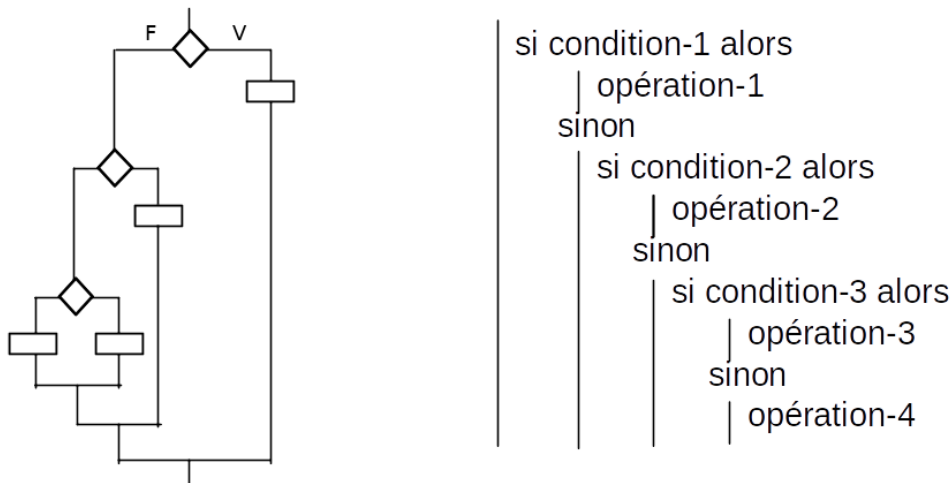 F V
si condition-1 alors
opération-1
sinon
si condition-2 alors
opération-2
sinon
si condition-3 alors
opération-3
sinon
opération-4